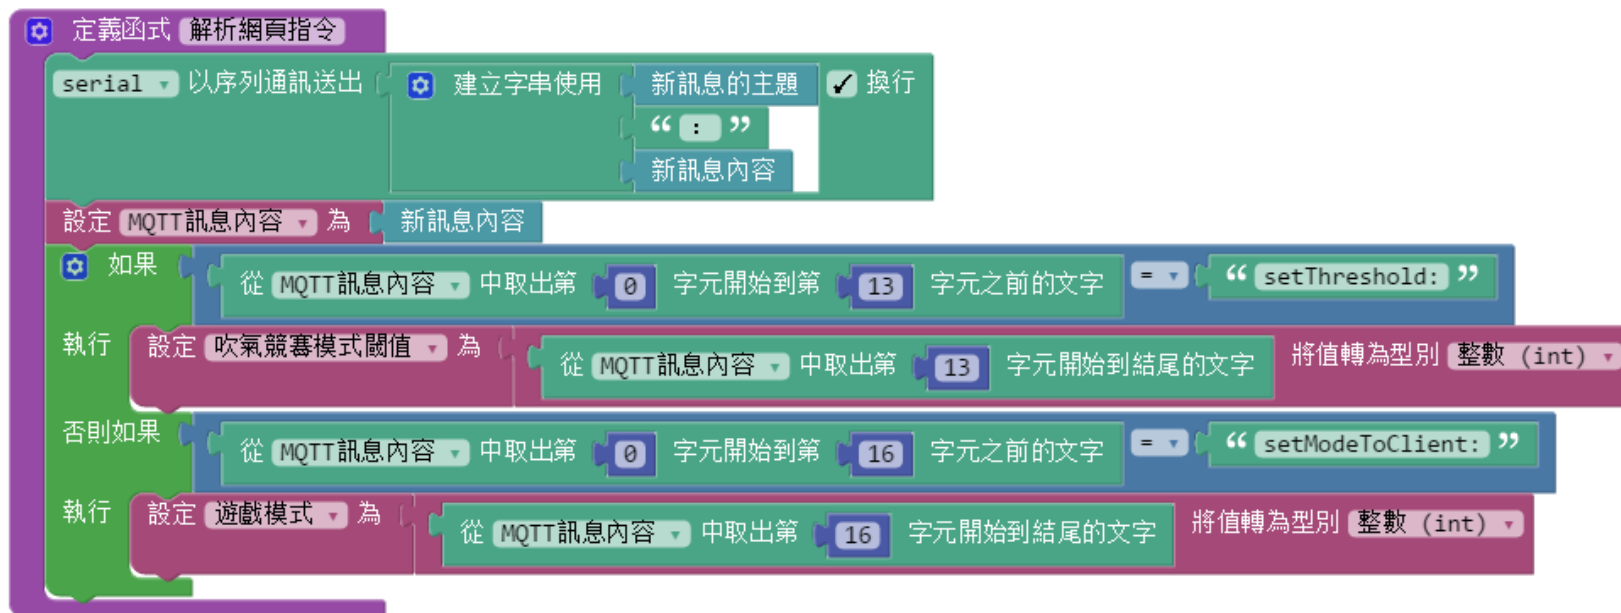 定義函式 解析網頁指令
serial 以序列通訊送出 建立字串使用 新訊息的主題 換行
“ : ”
新訊息內容
設定 MQTT訊息內容 為 新訊息內容
如果 從 MQTT訊息內容 中取出第 0 字元開始到第 13 字元之前的文字 = “ setThreshold: ”
執行 設定 吹氣競賽模式閾值 為 從 MQTT訊息內容 中取出第 13 字元開始到結尾的文字 將值轉為型別 整數 (int)
否則如果 從 MQTT訊息內容 中取出第 0 字元開始到第 16 字元之前的文字 = “ setModeToClient: ”
執行 設定 遊戲模式 為 從 MQTT訊息內容 中取出第 16 字元開始到結尾的文字 將值轉為型別 整數 (int)